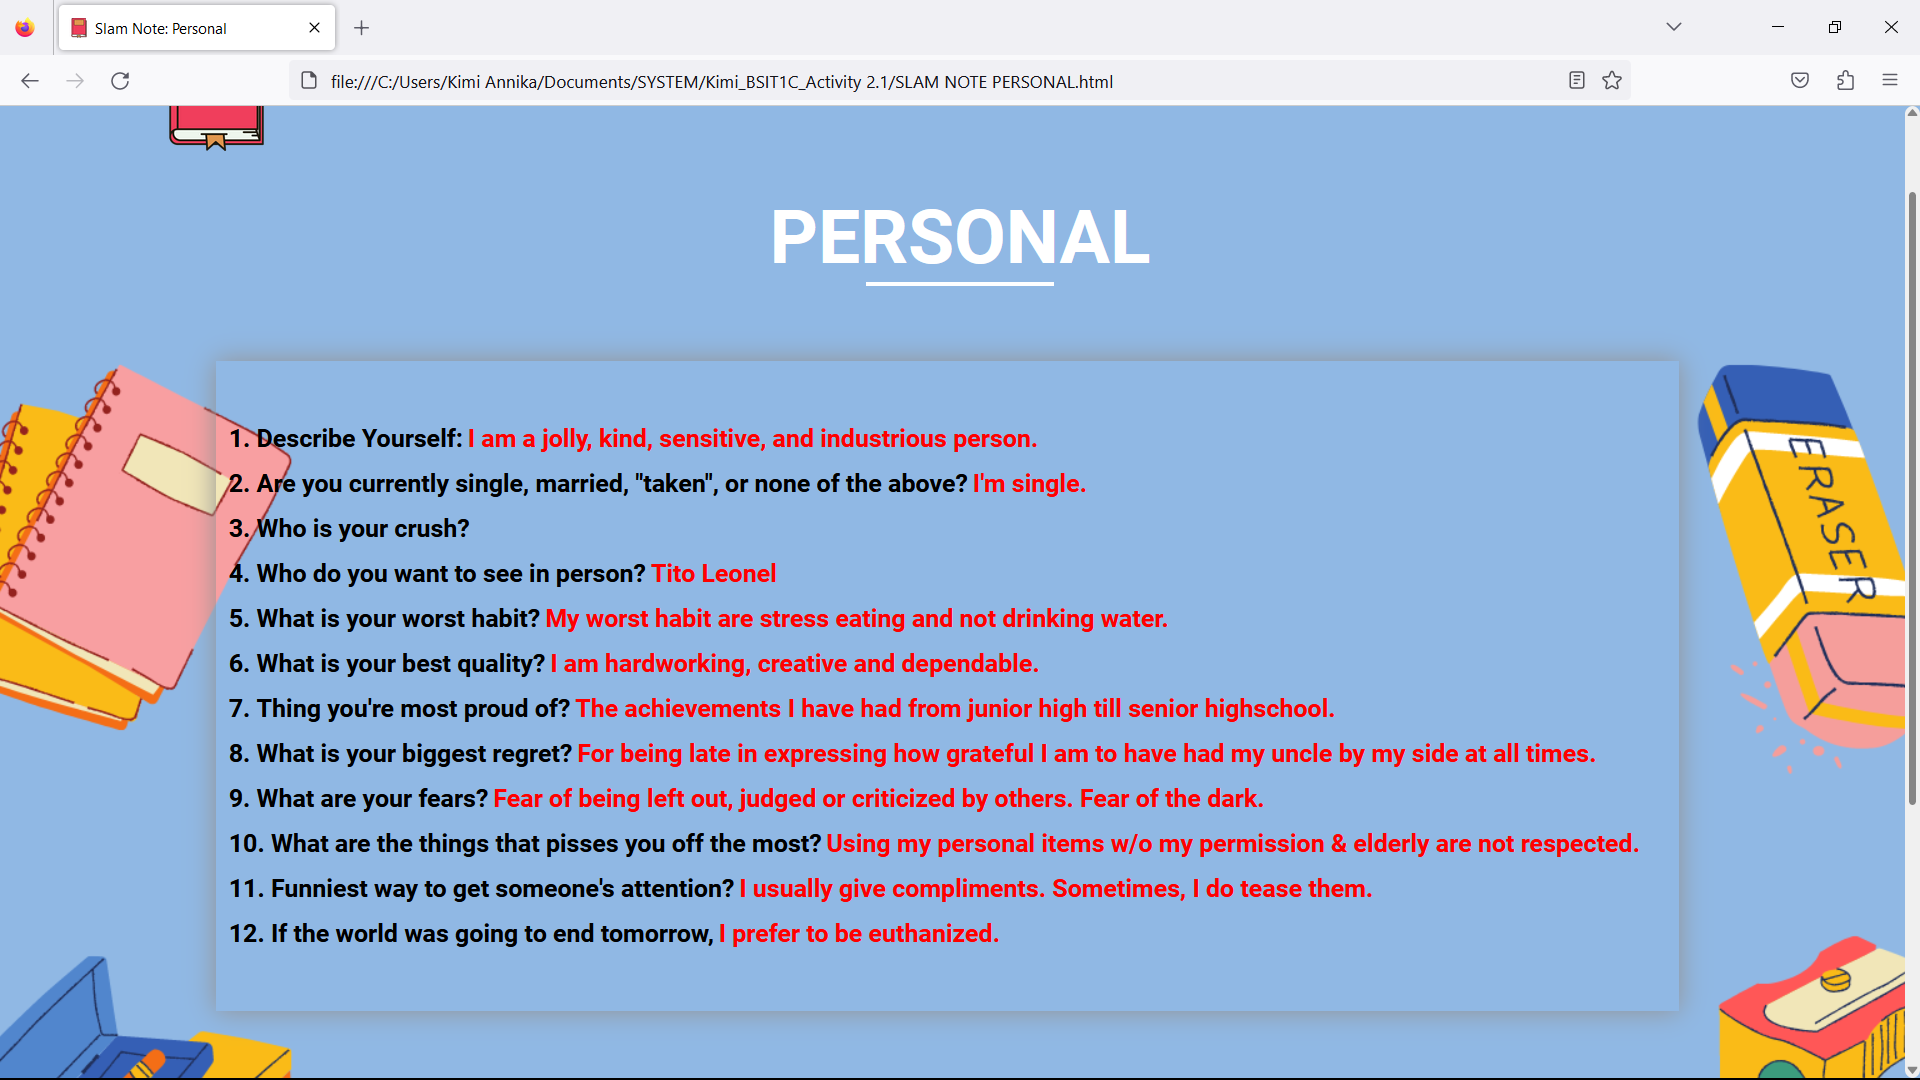 Slam Note: Personal
file:///C:/Users/Kimi Annika/Documents/SYSTEM/Kimi_BSIT1C_Activity 2.1/SLAM NOTE PERSONAL.html
PERSONAL
1. Describe Yourself: I am a jolly, kind, sensitive, and industrious person.
2. Are you currently single, married, "taken", or none of the above? I'm single.
3. Who is your crush?
4. Who do you want to see in person? Tito Leonel
5. What is your worst habit? My worst habit are stress eating and not drinking water.
6. What is your best quality? I am hardworking, creative and dependable.
7. Thing you're most proud of? The achievements I have had from junior high till senior highschool.
8. What is your biggest regret? For being late in expressing how grateful I am to have had my uncle by my side at all times.
9. What are your fears? Fear of being left out, judged or criticized by others. Fear of the dark.
10. What are the things that pisses you off the most? Using my personal items w/o my permission & elderly are not respected.
11. Funniest way to get someone's attention? I usually give compliments. Sometimes, I do tease them.
12. If the world was going to end tomorrow, I prefer to be euthanized.
ERASER